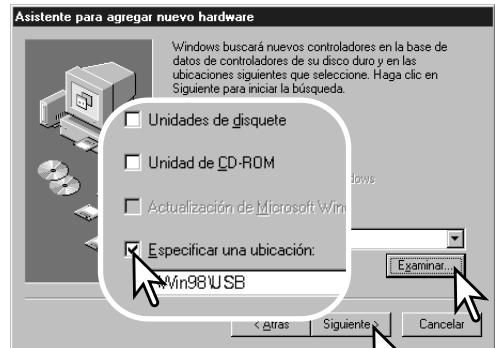 Asistente para agregar nuevo hardware
Windows buscará nuevos controladores en la base de
datos de controladores de su disco duro y en las
ubicaciones siguientes que seleccione. Haga clic en
Siguiente para iniciar la búsqueda.
Unidades de disquete
Unidad de CD-ROM
Actualización de Microsoft Win
Especificar una ubicación:
Win98\USB
Examinar...
< Atrás
Siguiente >
Cancelar